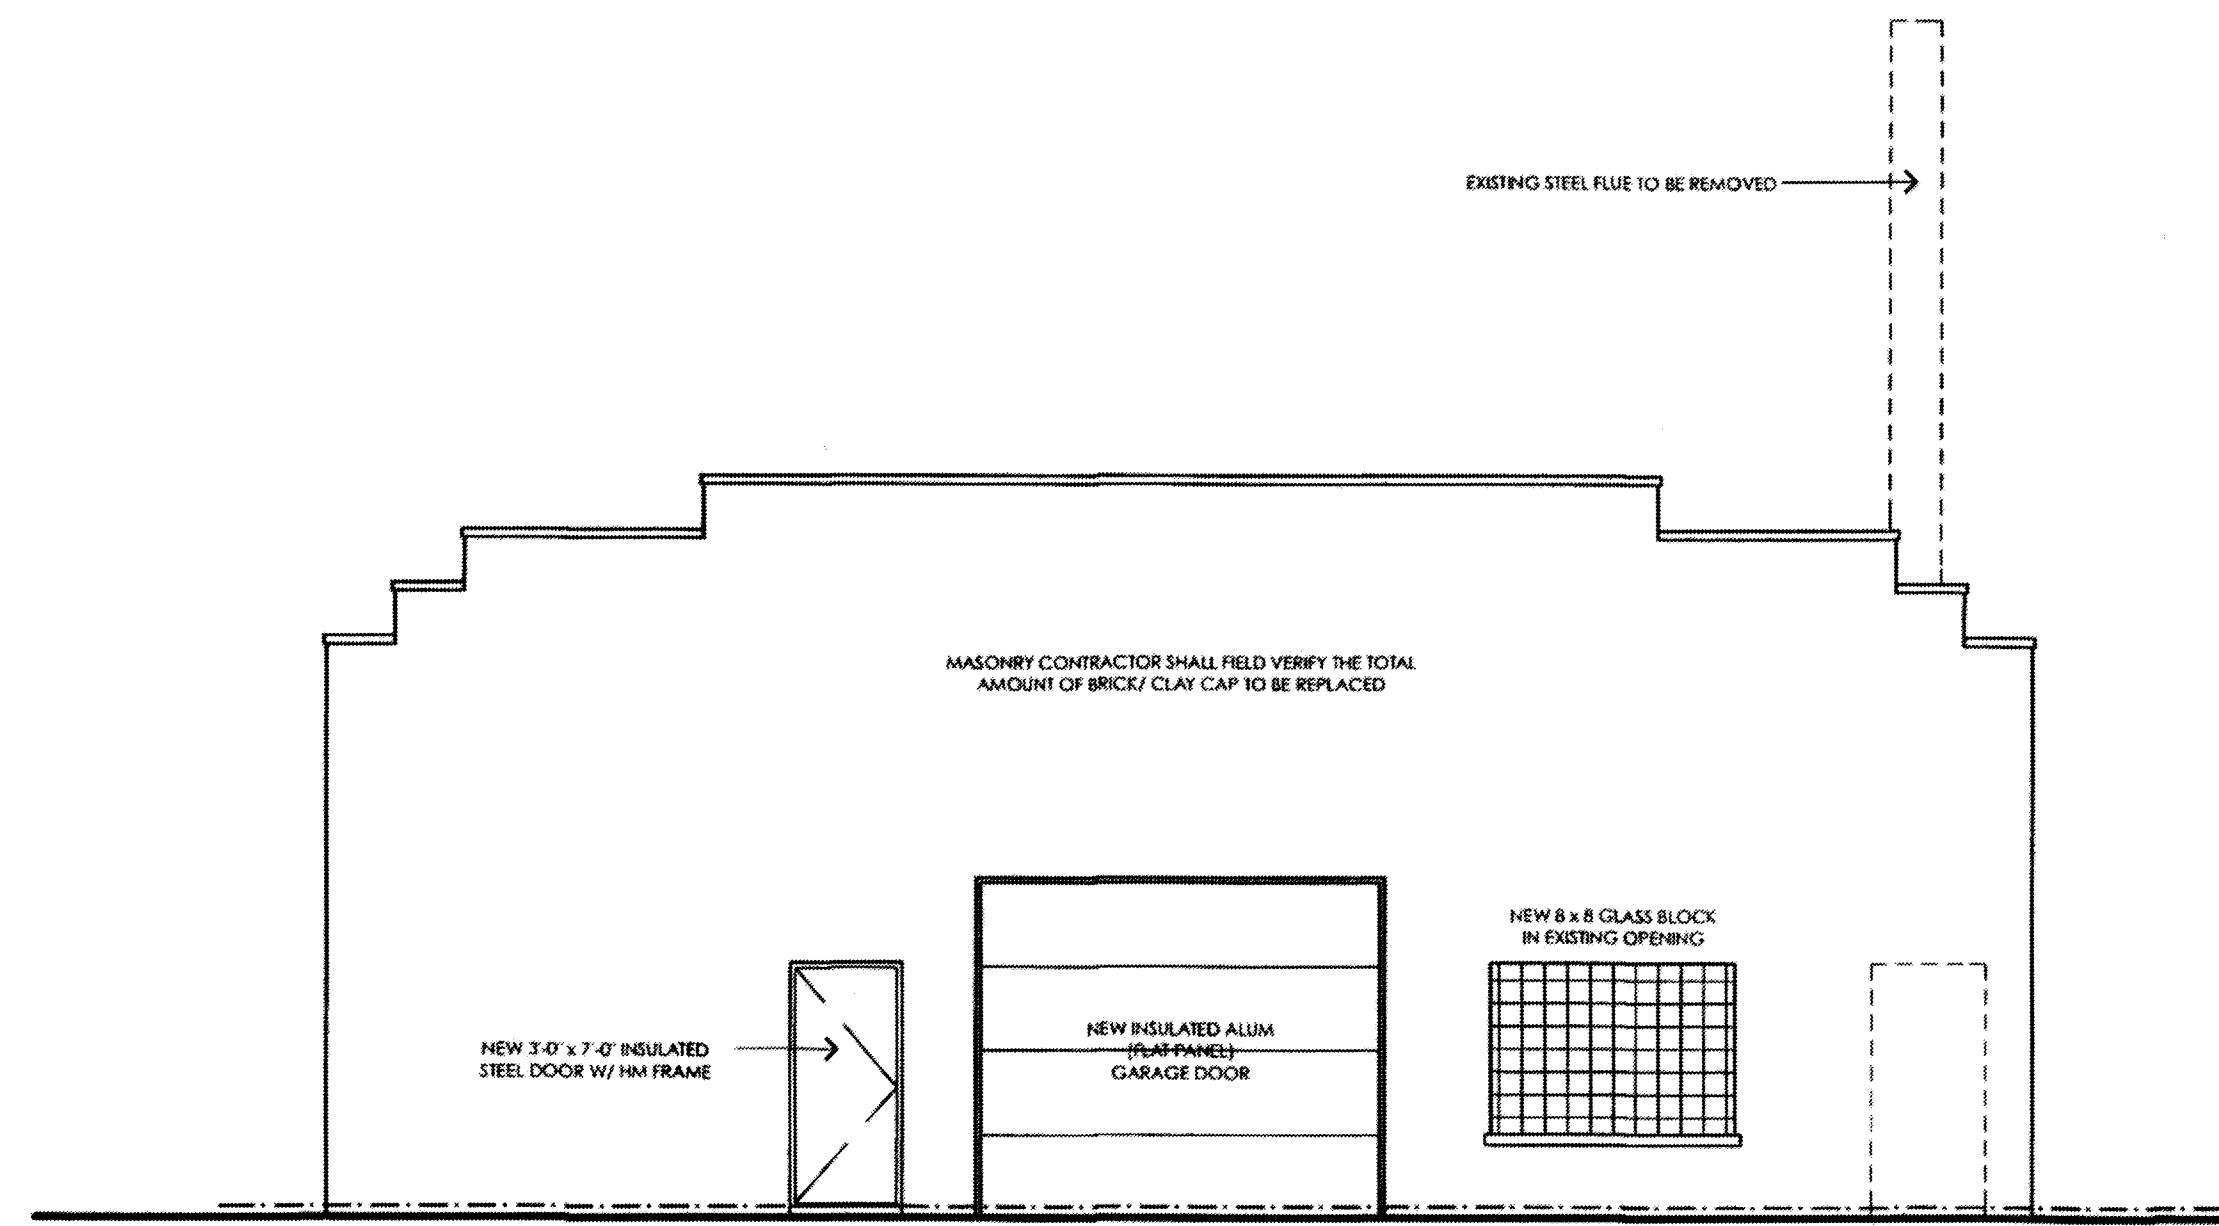 EXISTING STEEL FLUE TO BE REMOVED
MASONRY CONTRACTOR SHALL FIELD VERIFY THE TOTAL
AMOUNT OF BRICK/ CLAY CAP TO BE REPLACED
NEW 8 x 8 GLASS BLOCK
IN EXISTING OPENING
NEW 3'-0" x 7'-0" INSULATED
STEEL DOOR W/ HM FRAME
NEW INSULATED ALUM
(FLAT PANEL)
GARAGE DOOR